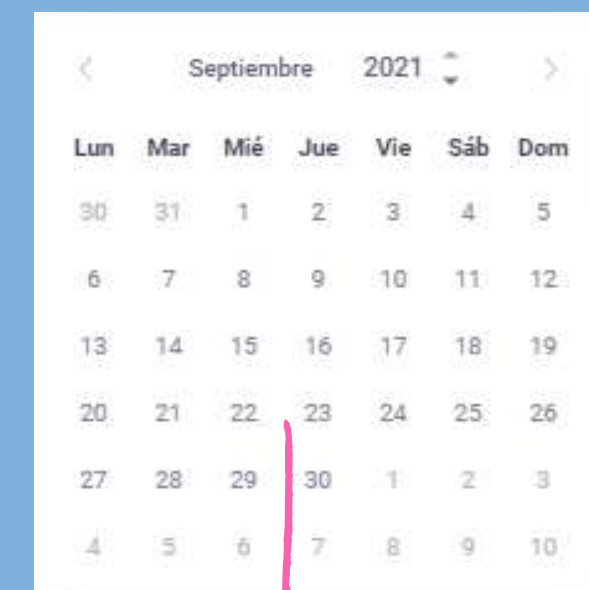 < Septiembre 2021 >
Lun Mar Mié Jue Vie Sáb Dom
30 31 1 2 3 4 5
6 7 8 9 10 11 12
13 14 15 16 17 18 19
20 21 22 23 24 25 26
27 28 29 30 1 2 3
4 5 6 7 8 9 10